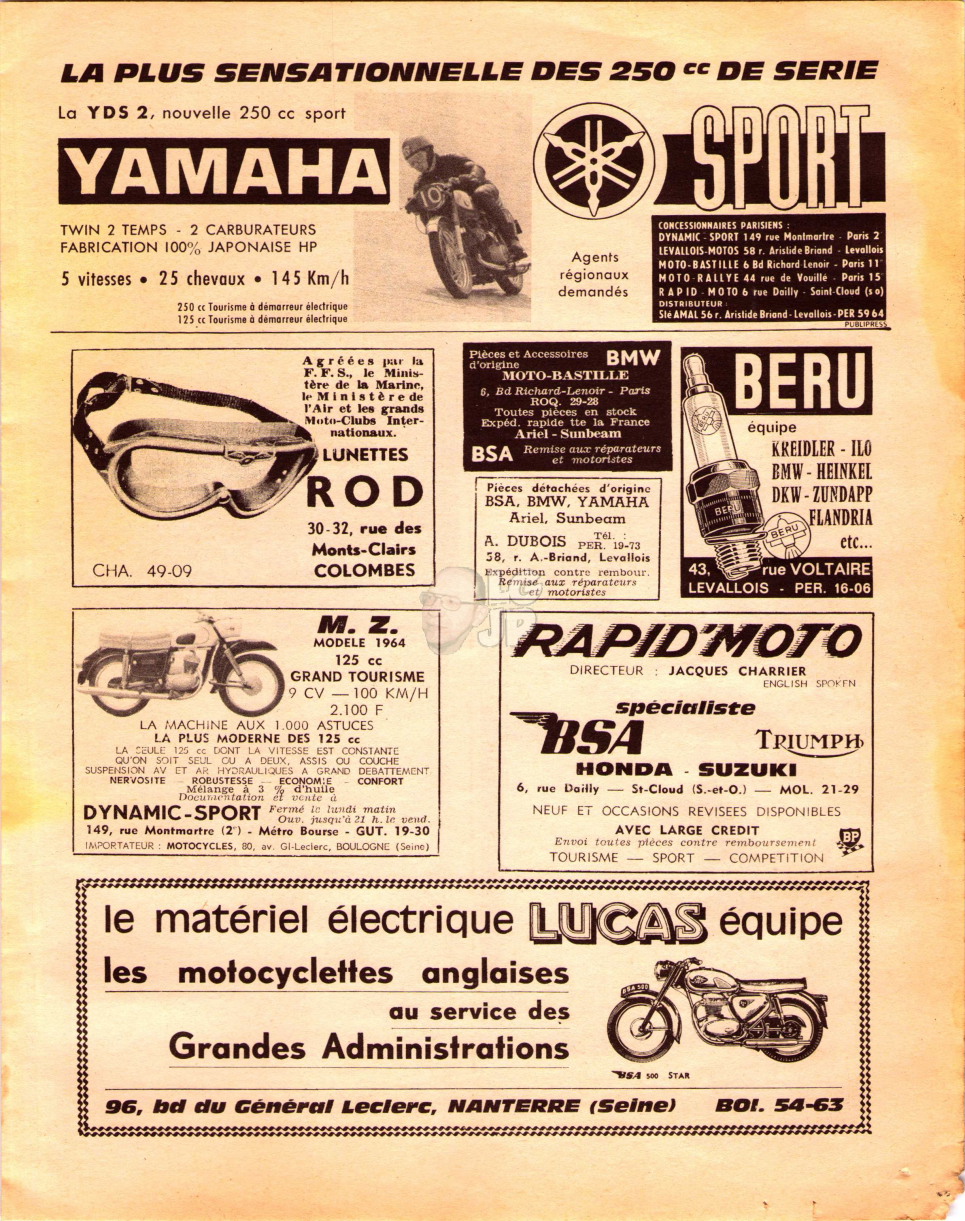 LA PLUS SENSATIONNELLE DES 250 cc DE SERIE
La YDS 2, nouvelle 250 cc sport
YAMAHA
TWIN 2 TEMPS - 2 CARBURATEURS
FABRICATION 100% JAPONAISE HP
5 vitesses • 25 chevaux • 145 Km/h
250 cc Tourisme à démarreur électrique
125 cc Tourisme à démarreur électrique
10
Agents
régionaux
demandés
SPORT
CONCESSIONNAIRES PARISIENS :
DYNAMIC - SPORT 149 rue Montmartre - Paris 2
LEVALLOIS-MOTOS 58 r. Aristide Briand - Levallois
MOTO-BASTILLE 6 Bd Richard Lenoir - Paris 11e
MOTO-RALLYE 44 rue de Vouillé - Paris 15
RAPID - MOTO 6 rue Dailly - Saint-Cloud (so)
DISTRIBUTEUR :
Sté AMAL 56 r. Aristide Briand - Levallois - PER 59 64
PUBLIPRESS
Agréées par la
F. F. S., le Minis-
tère de la Marine,
le Ministère de
l'Air et les grands
Moto-Clubs Inter-
nationaux.
LUNETTES
ROD
30-32, rue des
Monts-Clairs
COLOMBES
CHA. 49-09
Pièces et Accessoires
d'origine BMW
MOTO-BASTILLE
6, Bd Richard-Lenoir - Paris
ROQ. 29-28
Toutes pièces en stock
Expéd. rapide tte la France
Ariel - Sunbeam
BSA Remise aux réparateurs
et motoristes
Pièces détachées d'origine
BSA, BMW, YAMAHA
Ariel, Sunbeam
A. DUBOIS Tél. :
PER. 19-73
58, r. A.-Briand, Levallois
Expédition contre rembour.
Remise aux réparateurs
et motoristes
BERU
équipe
KREIDLER - ILO
BMW - HEINKEL
DKW - ZUNDAPP
FLANDRIA
etc...
BERU
BERU
43, rue VOLTAIRE
LEVALLOIS - PER. 16-06
M. Z.
MODELE 1964
125 cc
GRAND TOURISME
9 CV — 100 KM/H
2.100 F
LA MACHINE AUX 1.000 ASTUCES
LA PLUS MODERNE DES 125 cc
LA SEULE 125 cc DONT LA VITESSE EST CONSTANTE
QU'ON SOIT SEUL OU A DEUX, ASSIS OU COUCHE
SUSPENSION AV ET AR HYDRAULIQUES A GRAND DEBATTEMENT
NERVOSITE — ROBUSTESSE — ECONOMIE - CONFORT
Mélange à 3 % d'huile
Documentation et vente à
DYNAMIC-SPORT Fermé le lundi matin
Ouv. jusqu'à 21 h. le vend.
149, rue Montmartre (2e) - Métro Bourse - GUT. 19-30
IMPORTATEUR : MOTOCYCLES, 80, av. Gl-Leclerc, BOULOGNE (Seine)
JP
RAPID'MOTO
DIRECTEUR : JACQUES CHARRIER
ENGLISH SPOKEN
spécialiste
BSA TRIUMPH
HONDA - SUZUKI
6, rue Dailly — St-Cloud (S.-et-O.) — MOL. 21-29
NEUF ET OCCASIONS REVISEES DISPONIBLES
AVEC LARGE CREDIT
Envoi toutes pièces contre remboursement
TOURISME — SPORT — COMPETITION
BP
le matériel électrique LUCAS équipe
les motocyclettes anglaises
au service des
Grandes Administrations
BSA 500
BSA 500 STAR
96, bd du Général Leclerc, NANTERRE (Seine) BOI. 54-63